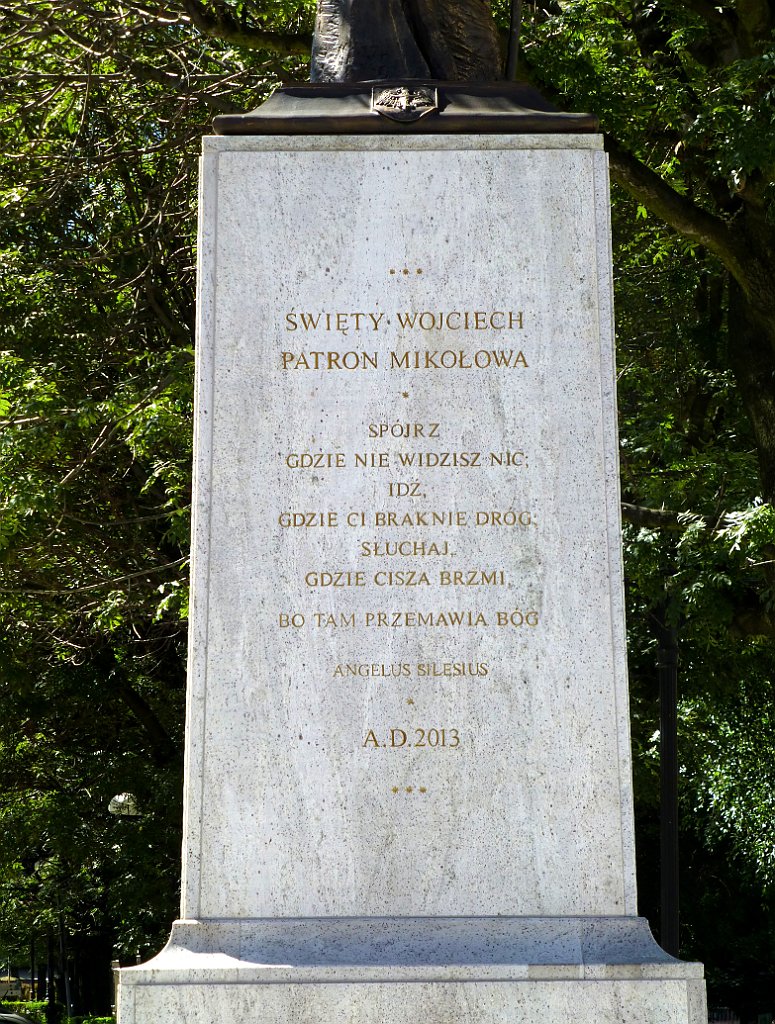 * * *
ŚWIĘTY WOJCIECH
PATRON MIKOŁOWA
*
SPÓJRZ
GDZIE NIE WIDZISZ NIC,
IDŹ,
GDZIE CI BRAKNIE DRÓG,
SŁUCHAJ,
GDZIE CISZA BRZMI,
BO TAM PRZEMAWIA BÓG
ANGELUS SILESIUS
*
A.D.2013
* * *